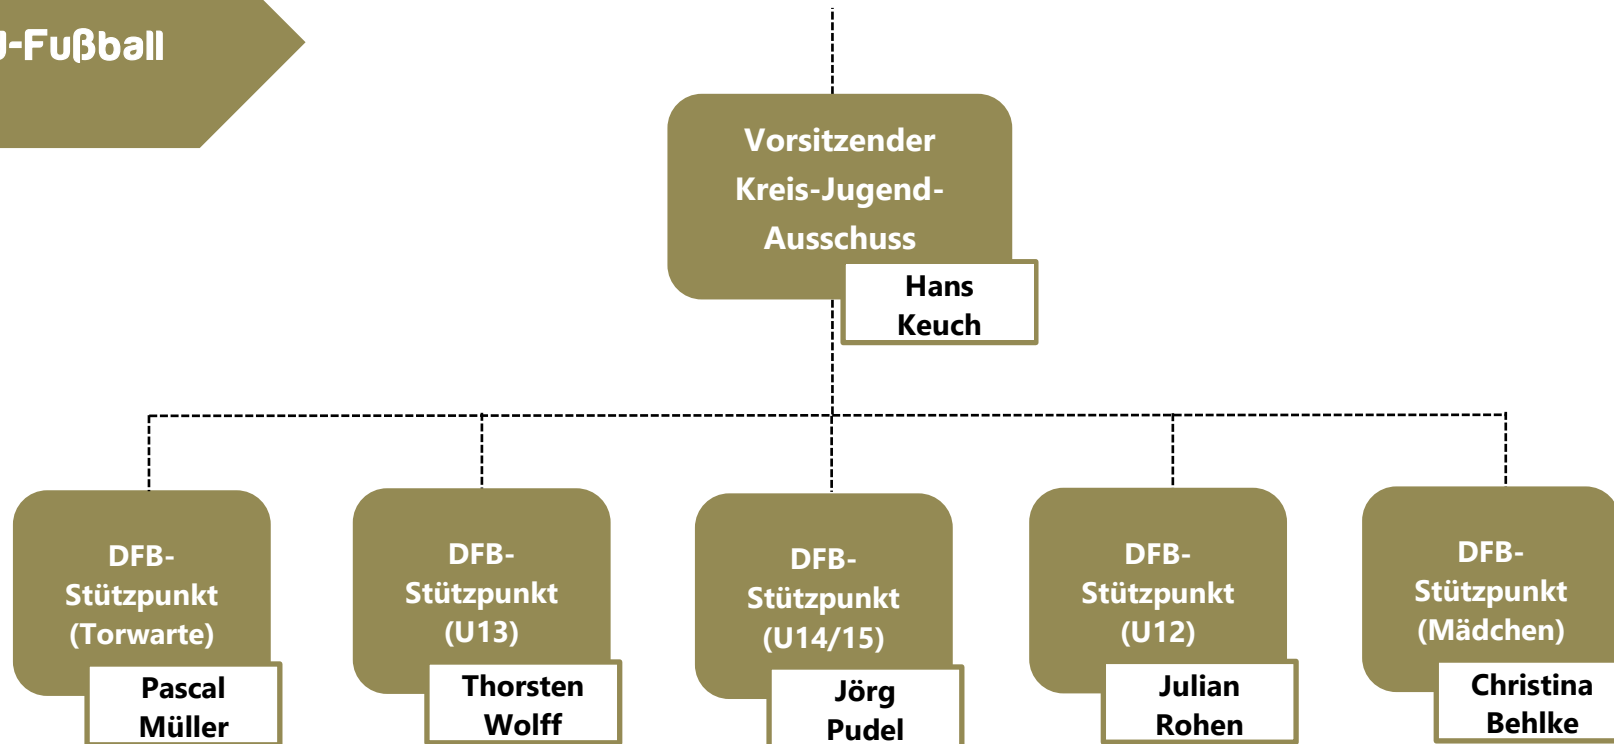 -Fußball
Vorsitzender
Kreis-Jugend-
Ausschuss
Hans
Keuch
DFB-
Stützpunkt
(Torwarte)
Pascal
Müller
DFB-
Stützpunkt
(U13)
Thorsten
Wolff
DFB-
Stützpunkt
(U14/15)
Jörg
Pudel
DFB-
Stützpunkt
(U12)
Julian
Rohen
DFB-
Stützpunkt
(Mädchen)
Christina
Behlke